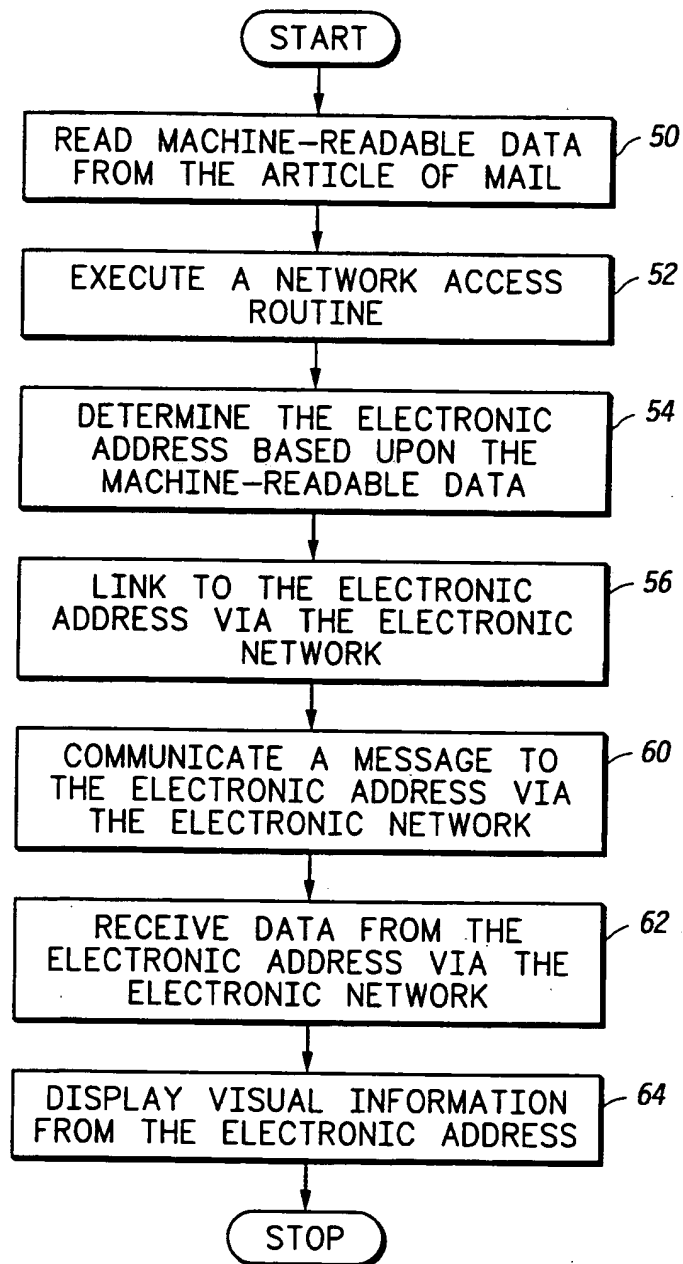 START
READ MACHINE-READABLE DATA
FROM THE ARTICLE OF MAIL
50
EXECUTE A NETWORK ACCESS
ROUTINE
52
DETERMINE THE ELECTRONIC
ADDRESS BASED UPON THE
MACHINE-READABLE DATA
54
LINK TO THE ELECTRONIC
ADDRESS VIA THE ELECTRONIC
NETWORK
56
COMMUNICATE A MESSAGE TO
THE ELECTRONIC ADDRESS VIA
THE ELECTRONIC NETWORK
60
RECEIVE DATA FROM THE
ELECTRONIC ADDRESS VIA THE
ELECTRONIC NETWORK
62
DISPLAY VISUAL INFORMATION
FROM THE ELECTRONIC ADDRESS
64
STOP